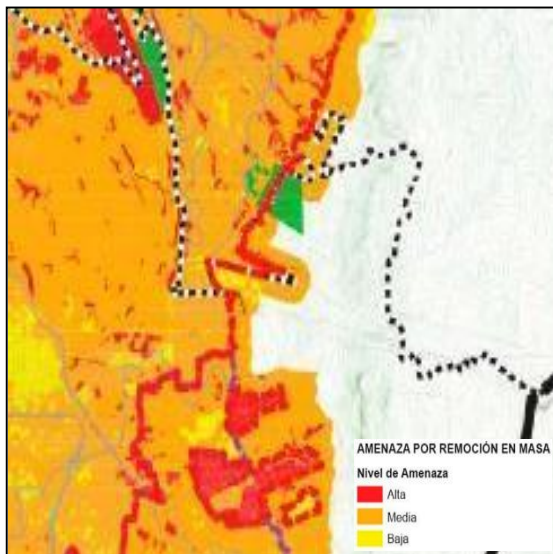 AMENAZA POR REMOCIÓN EN MASA
Nivel de Amenaza
Alta
Media
Baja